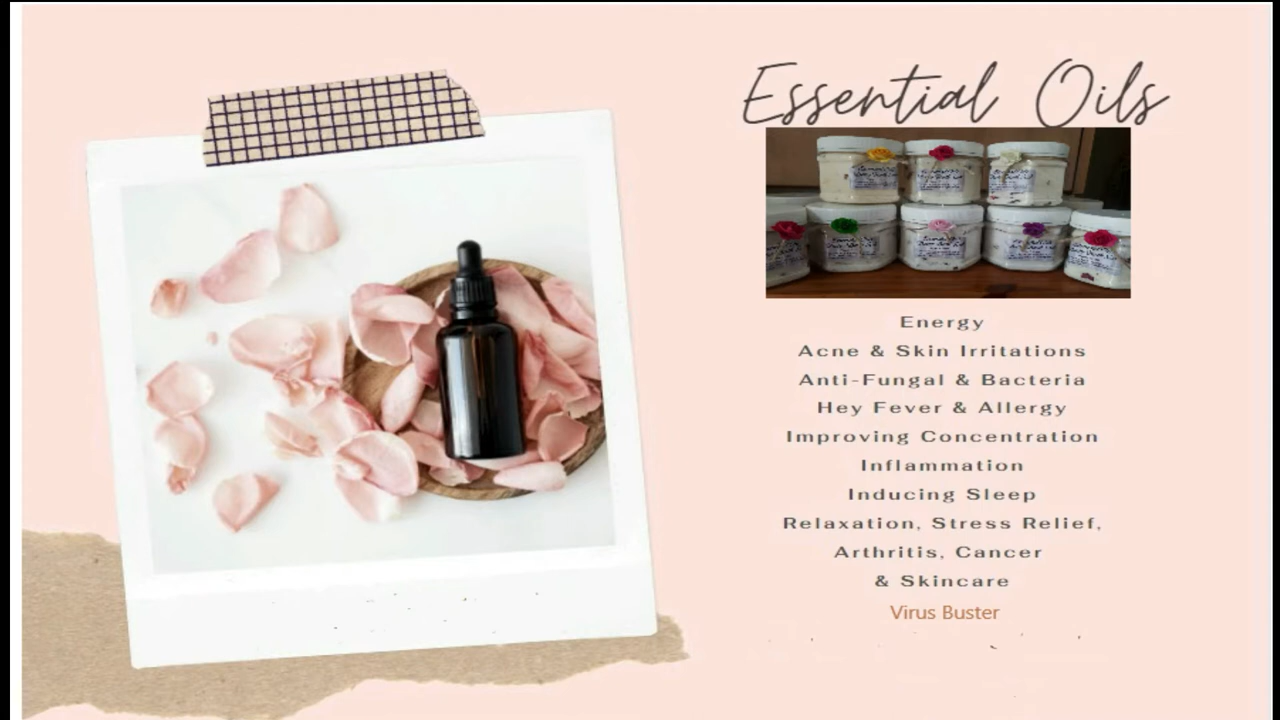 Essential Oils
Energy
Acne & Skin Irritations
Anti-Fungal & Bacteria
Hey Fever & Allergy
Improving Concentration
Inflammation
Inducing Sleep
Relaxation, Stress Relief,
Arthritis, Cancer
& Skincare
Virus Buster